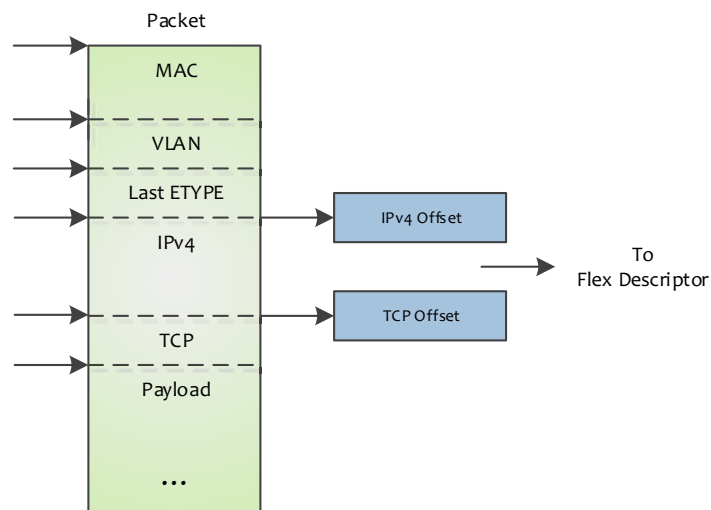 Packet
MAC
VLAN
Last ETYPE
IPv4
TCP
Payload
...
IPv4 Offset
TCP Offset
To
Flex Descriptor